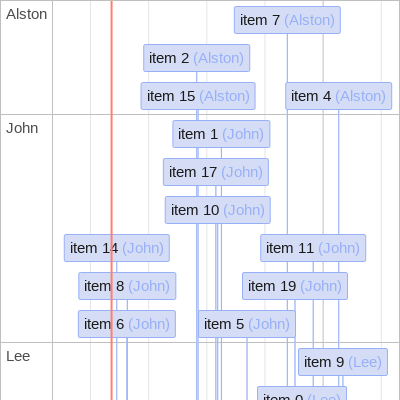 Alston
item 7 (Alston)
item 2 (Alston)
item 15 (Alston)
item 4 (Alston)
John
item 1 (John)
item 17 (John)
item 10 (John)
item 14 (John)
item 11 (John)
item 8 (John)
item 19 (John)
item 6 (John)
item 5 (John)
Lee
item 9 (Lee)
item 0 (Lee)